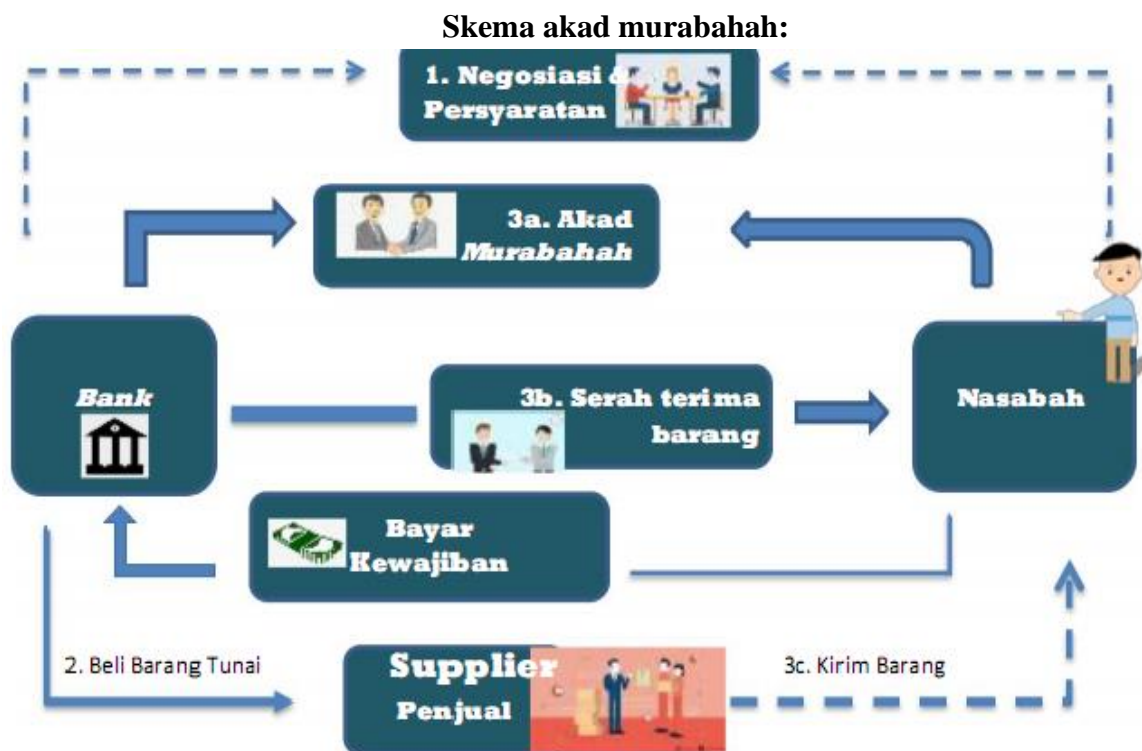 Skema akad murabahah:
1. Negosiasi &
Persyaratan
3a. Akad
Murabahah
Bank
3b. Serah terima
barang
Nasabah
Bayar
Kewajiban
2. Beli Barang Tunai
Supplier
Penjual
3c. Kirim Barang